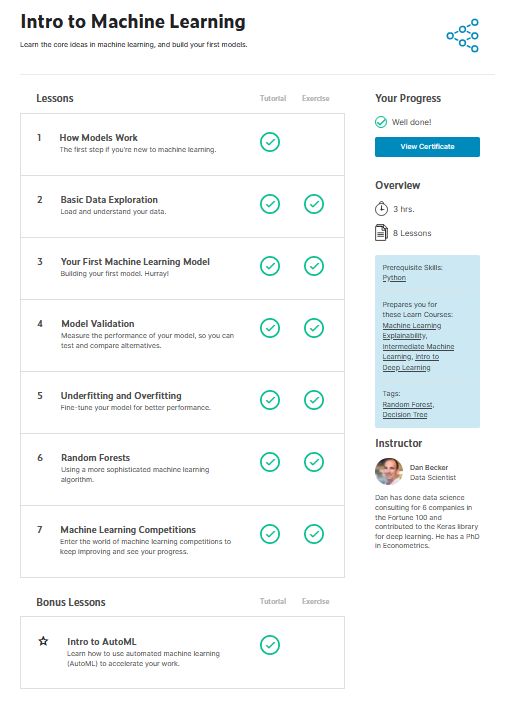 Intro to Machine Learning
Learn the core ideas in machine learning, and build your first models.
Lessons
Tutorial
Exercise
1
How Models Work
The first step if you're new to machine learning.
2
Basic Data Exploration
Load and understand your data.
3
Your First Machine Learning Model
Building your first model. Hurray!
4
Model Validation
Measure the performance of your model, so you can
test and compare alternatives.
5
Underfitting and Overfitting
Fine-tune your model for better performance.
6
Random Forests
Using a more sophisticated machine learning
algorithm.
7
Machine Learning Competitions
Enter the world of machine learning competitions to
keep improving and see your progress.
Bonus Lessons
Tutorial
Exercise
Intro to AutoML
Learn how to use automated machine learning
(AutoML) to accelerate your work.
Your Progress
Well done!
View Certificate
Overview
3 hrs.
8 Lessons
Prerequisite Skills:
Python
Prepares you for
these Learn Courses:
Machine Learning
Explainability,
Intermediate Machine
Learning, Intro to
Deep Learning
Tags:
Random Forest,
Decision Tree
Instructor
Dan Becker
Data Scientist
Dan has done data science
consulting for 6 companies in
the Fortune 100 and
contributed to the Keras library
for deep learning. He has a PhD
in Econometrics.